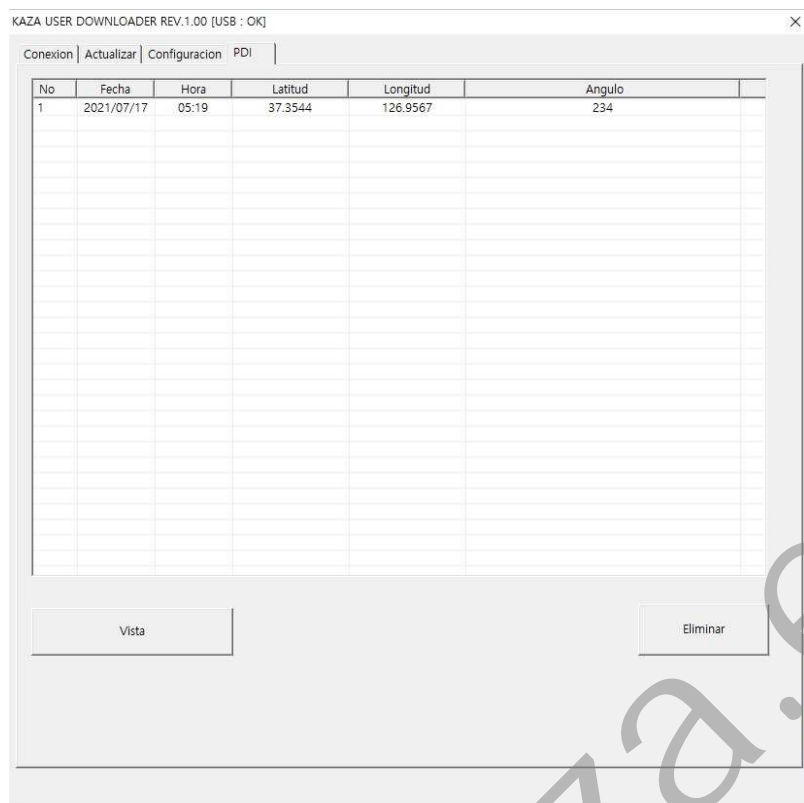 KAZA USER DOWNLOADER REV.1.00 [USB : OK]
Conexion Actualizar Configuracion PDI
No Fecha Hora Latitud Longitud Angulo
1 2021/07/17 05:19 37.3544 126.9567 234
Vista Eliminar
za.e